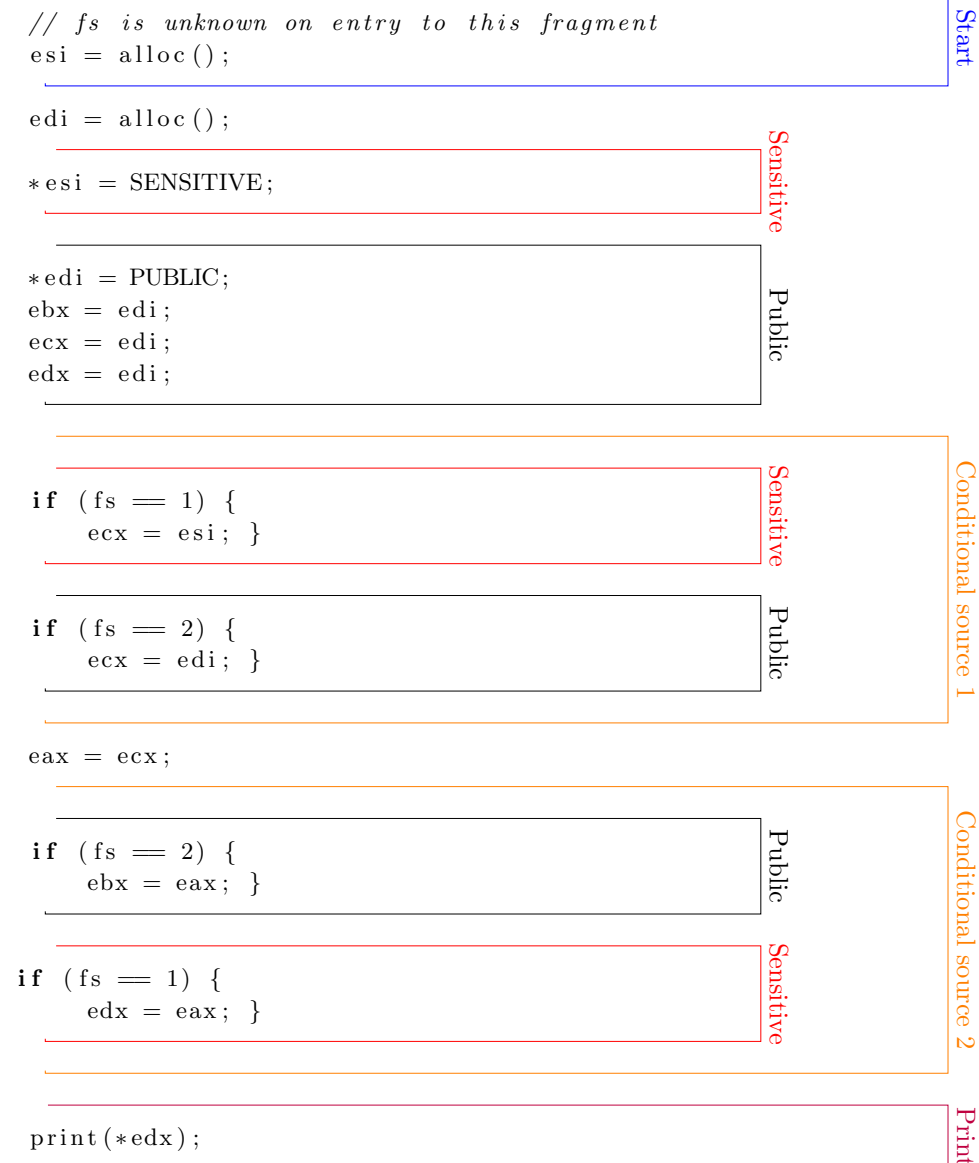 // fs is unknown on entry to this fragment
esi = alloc();
Start
edi = alloc();
Sensitive
*esi = SENSITIVE;
*edi = PUBLIC;
ebx = edi;
ecx = edi;
edx = edi;
Public
Conditional source 1
Sensitive
if (fs == 1) {
ecx = esi; }
Public
if (fs == 2) {
ecx = edi; }
eax = ecx;
Conditional source 2
Public
if (fs == 2) {
ebx = eax; }
Sensitive
if (fs == 1) {
edx = eax; }
Print
print(*edx);